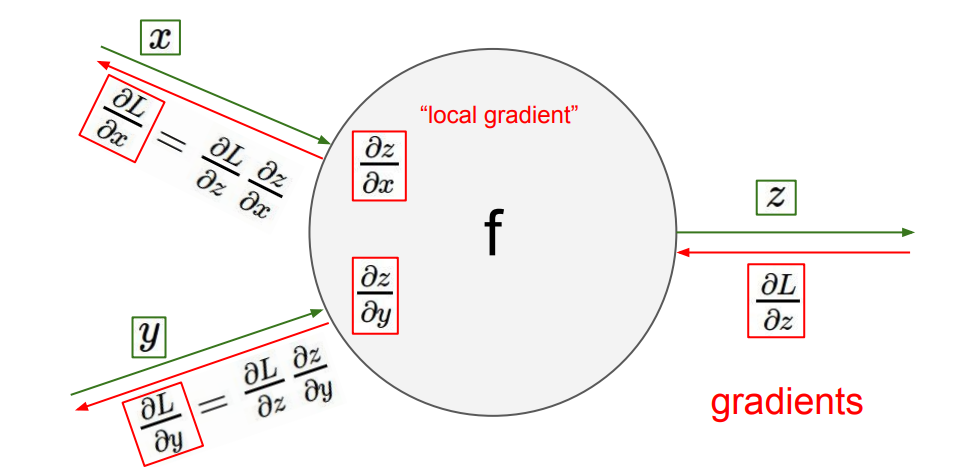 x
∂L/∂x = ∂L/∂z ∂z/∂x
“local gradient”
∂z/∂x
f
z
∂L/∂z
∂z/∂y
y
∂L/∂y = ∂L/∂z ∂z/∂y
gradients